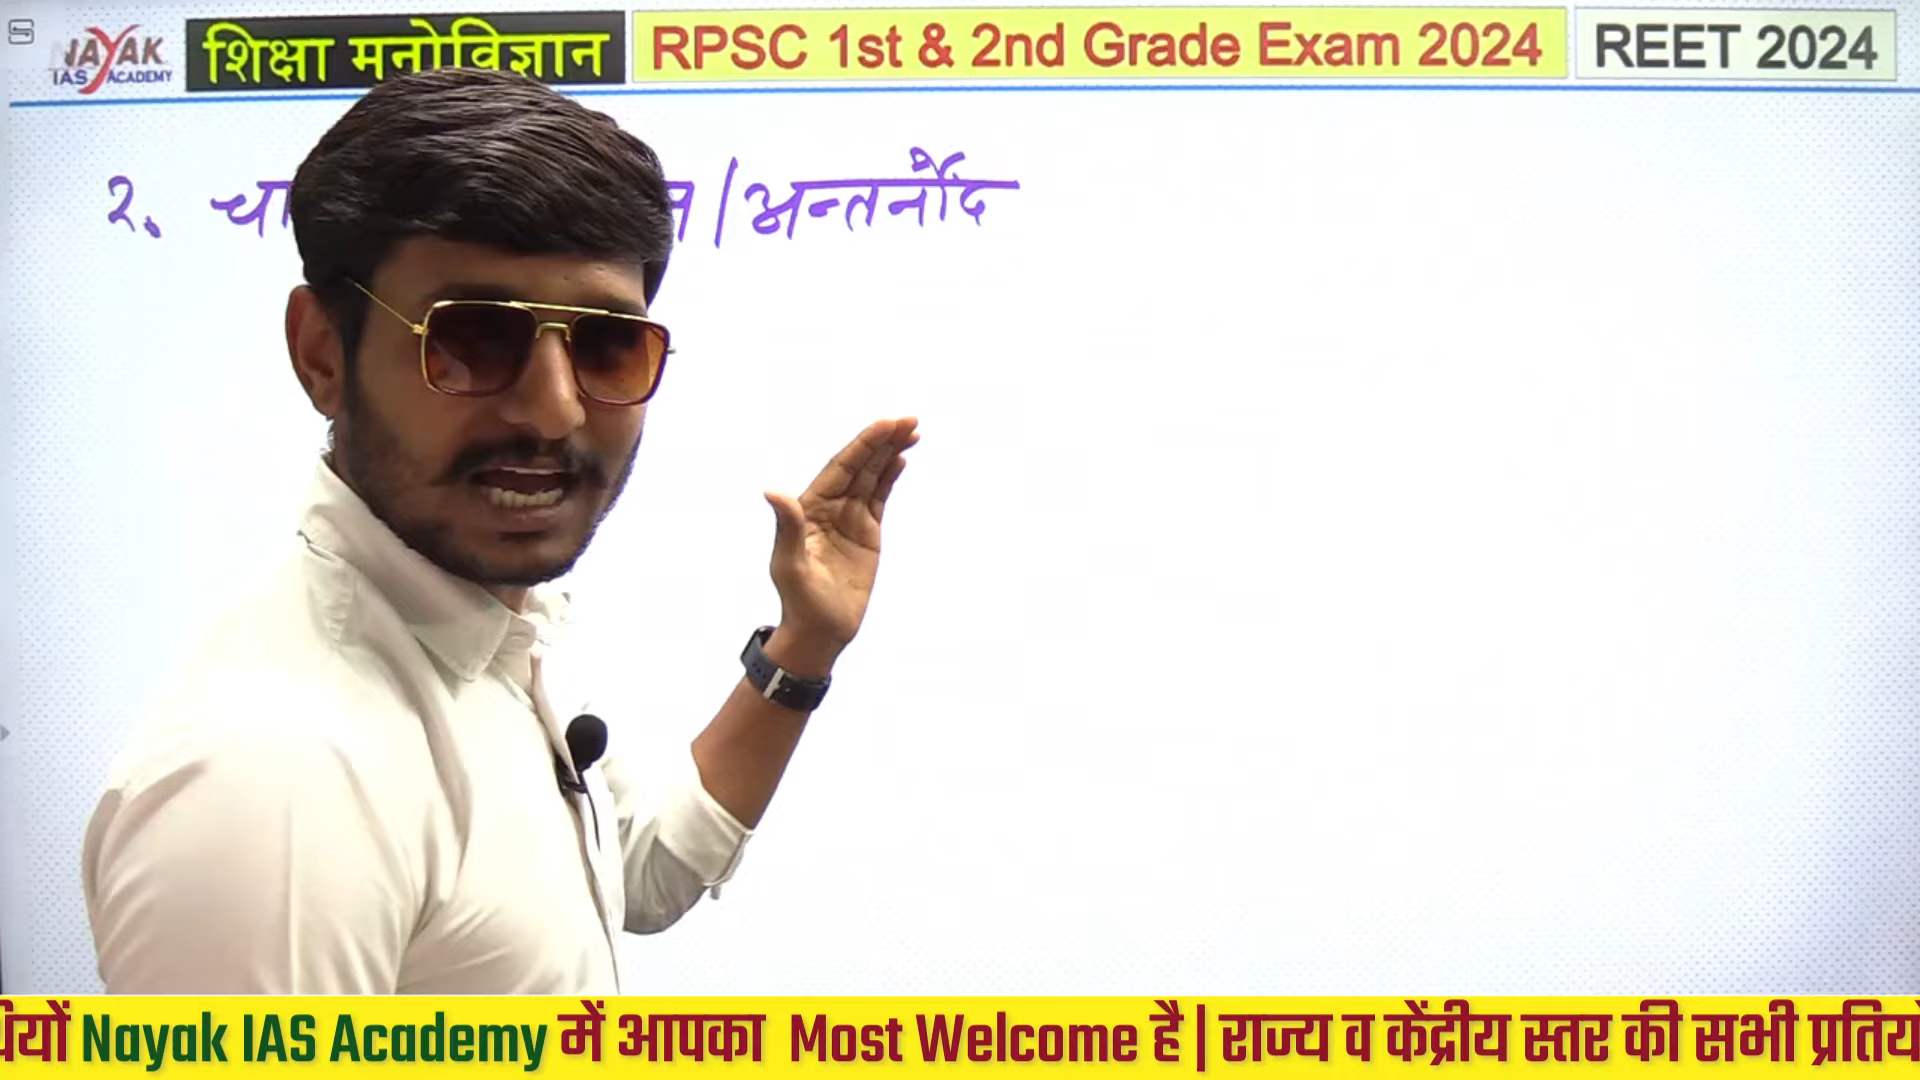 NAYAK
IAS ACADEMY
शिक्षा मनोविज्ञान
RPSC 1st & 2nd Grade Exam 2024
REET 2024
२. / अन्तर्नोद
Nayak IAS Academy में आपका Most Welcome है | राज्य व केंद्रीय स्तर की सभी